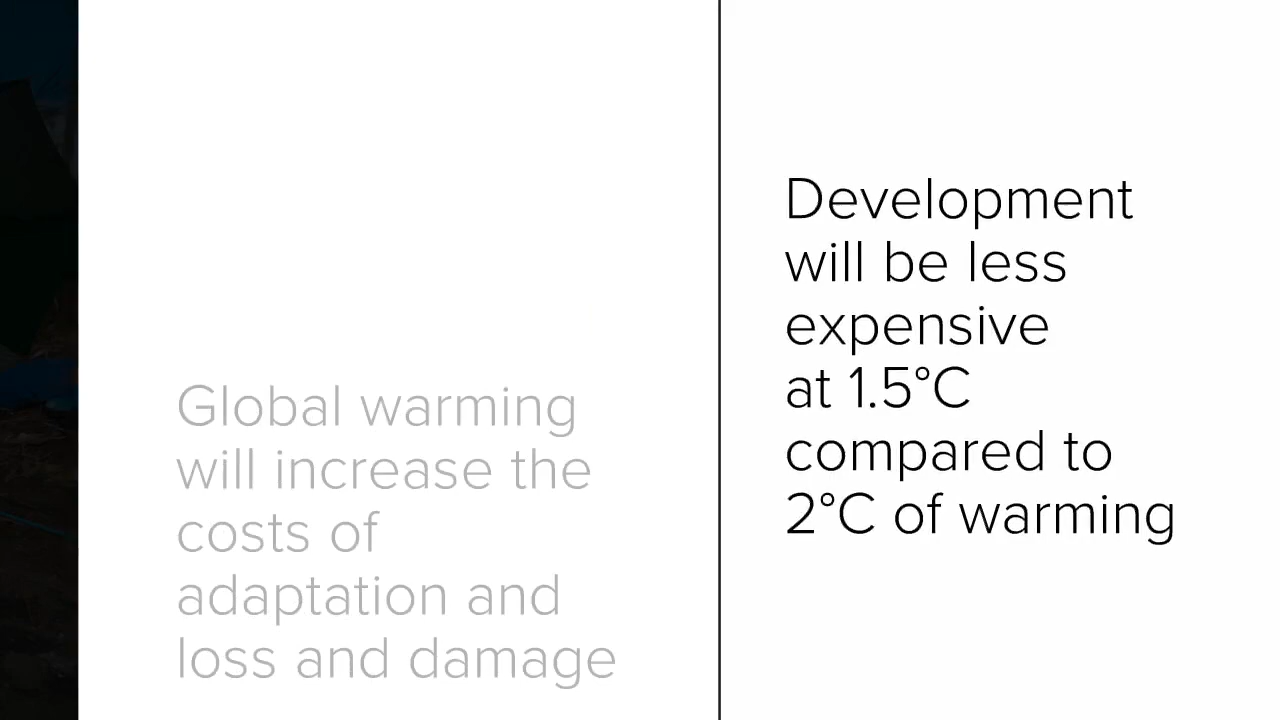 Global warming
will increase the
costs of
adaptation and
loss and damage
Development
will be less
expensive
at 1.5°C
compared to
2°C of warming